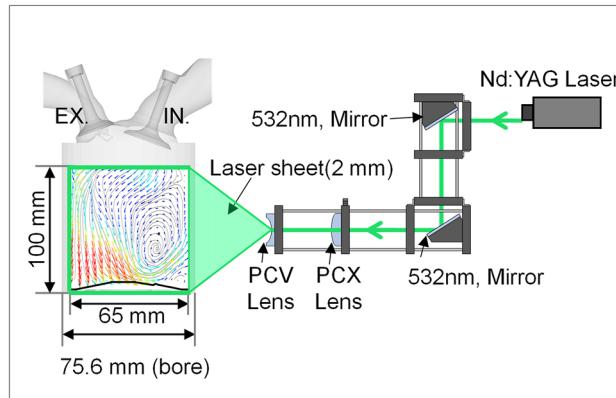 Nd:YAG Laser
EX. IN.
532nm, Mirror
Laser sheet(2 mm)
100 mm
PCV
Lens
PCX
Lens
532nm, Mirror
65 mm
75.6 mm (bore)